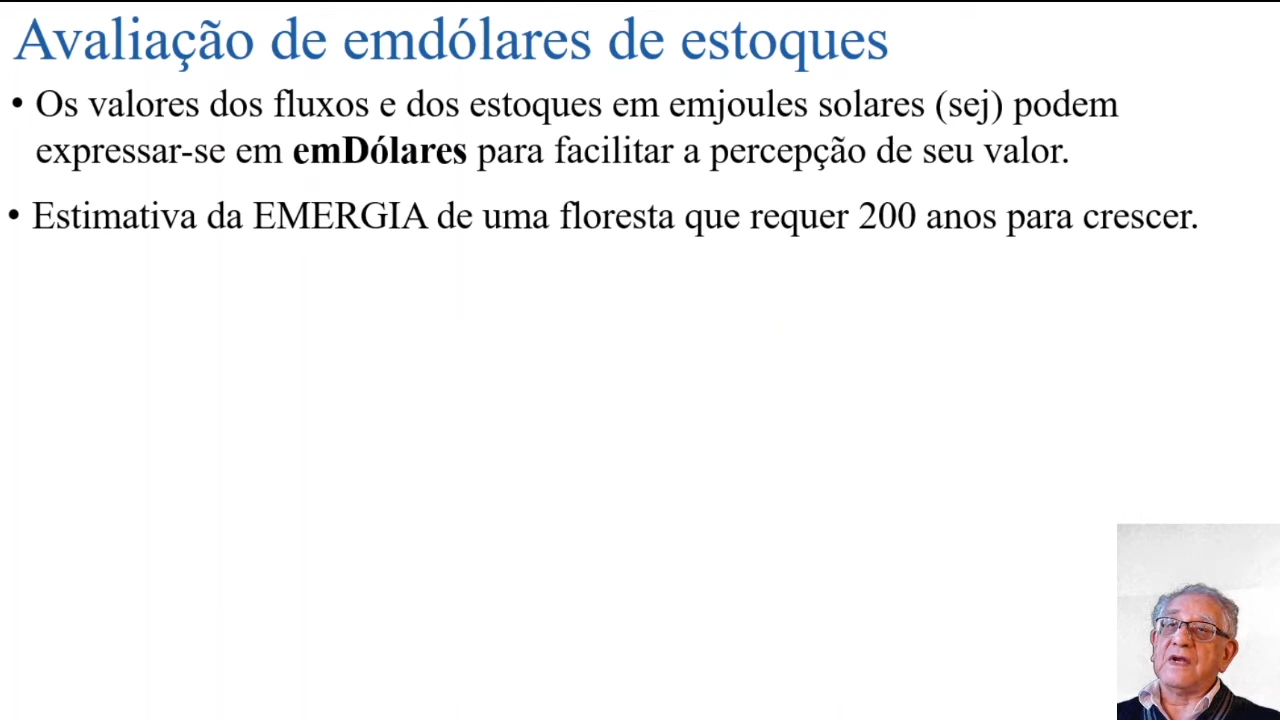 Avaliação de emdólares de estoques
• Os valores dos fluxos e dos estoques em emjoules solares (sej) podem
expressar-se em emDólares para facilitar a percepção de seu valor.
• Estimativa da EMERGIA de uma floresta que requer 200 anos para crescer.